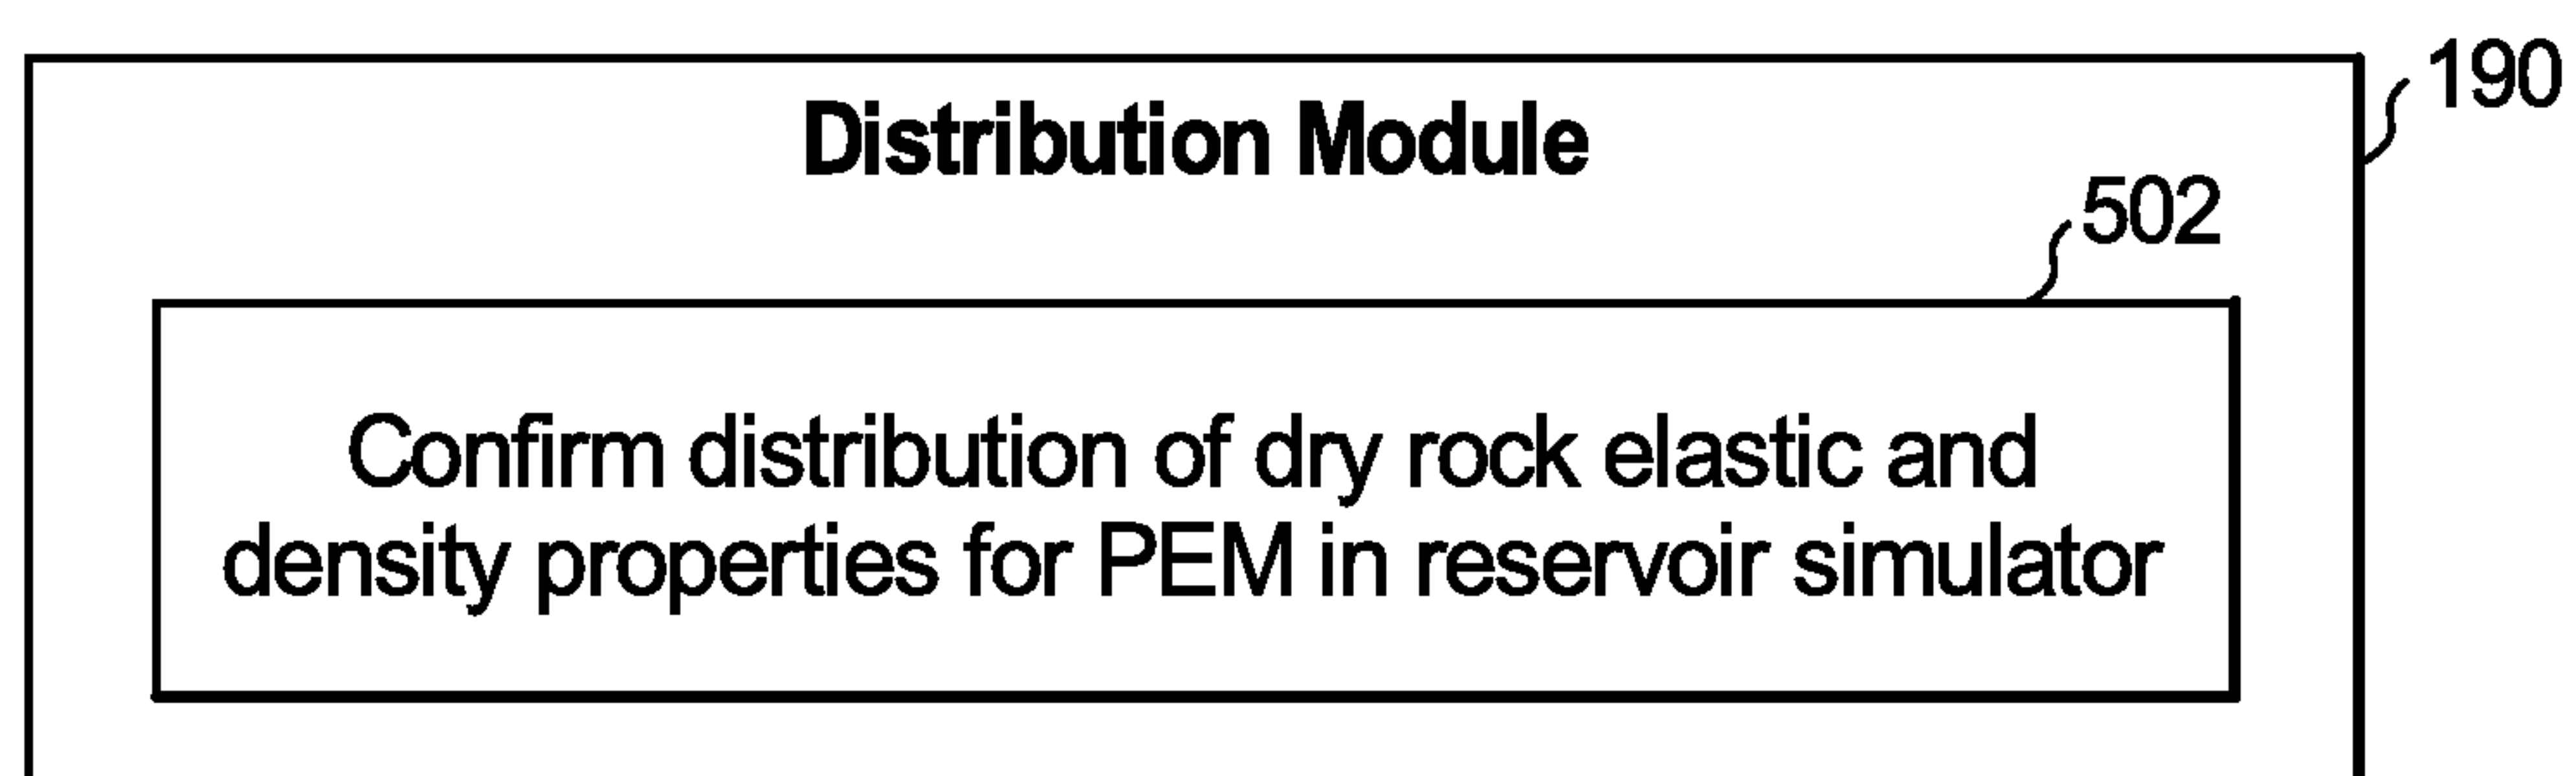 190
Distribution Module
502
Confirm distribution of dry rock elastic and
density properties for PEM in reservoir simulator